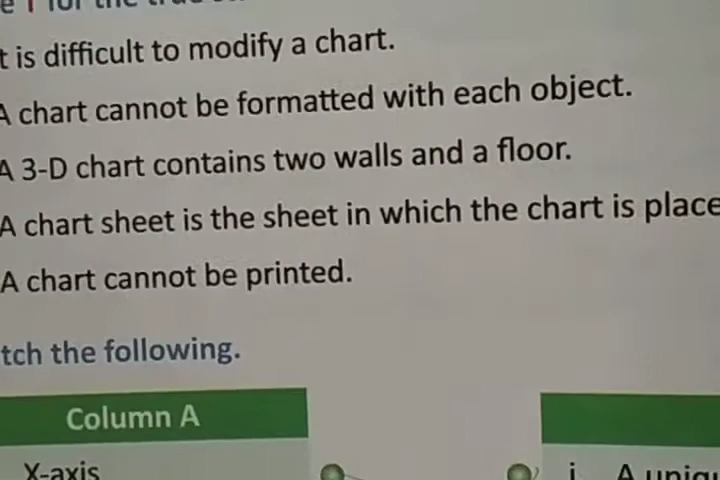 t is difficult to modify a chart.
A chart cannot be formatted with each object.
A 3-D chart contains two walls and a floor.
A chart sheet is the sheet in which the chart is place
A chart cannot be printed.
tch the following.
Column A
X-axis
i. A uniqu